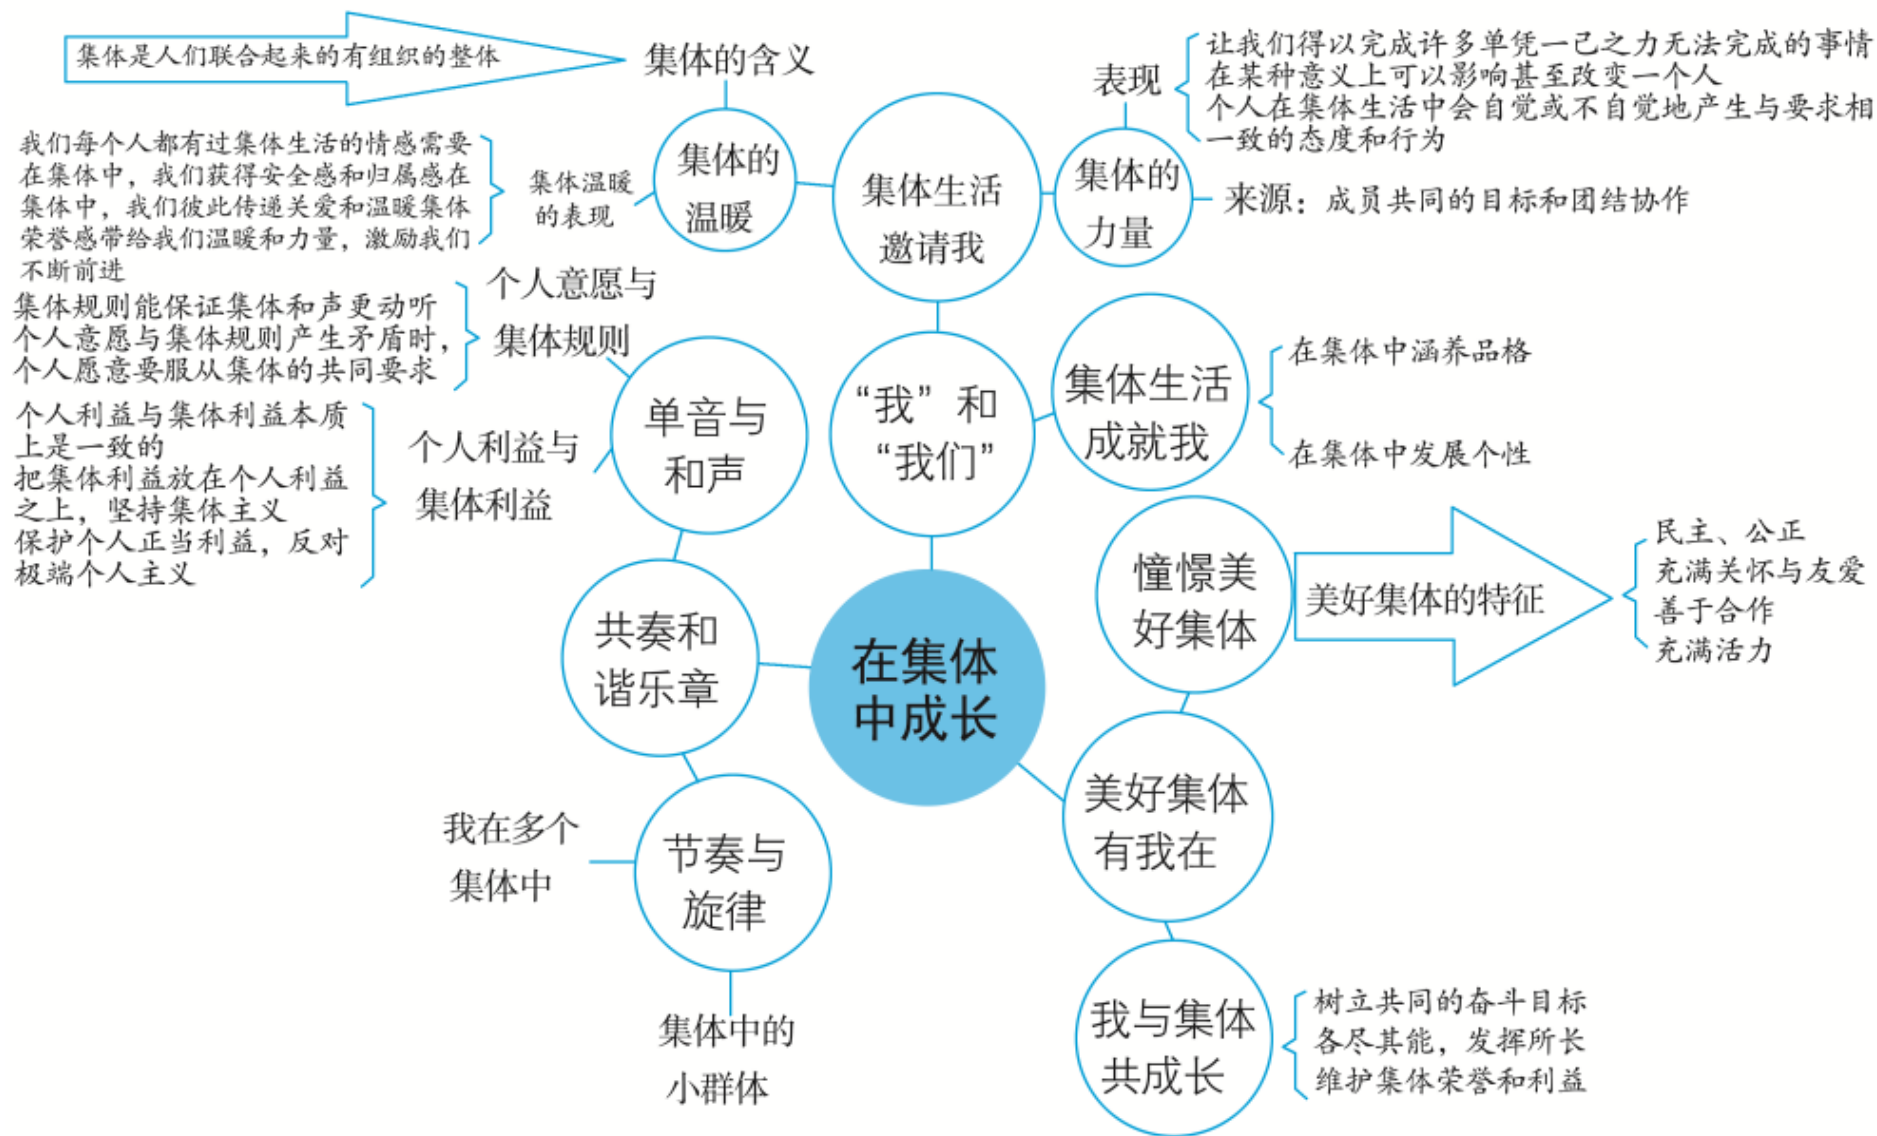 集体是人们联合起来的有组织的整体
集体的含义
集体的
温暖
集体温暖
的表现
我们每个人都有过集体生活的情感需要
在集体中，我们获得安全感和归属感在
集体中，我们彼此传递关爱和温暖集体
荣誉感带给我们温暖和力量，激励我们
不断前进
集体生活
邀请我
集体的
力量
表现
让我们得以完成许多单凭一己之力无法完成的事情
在某种意义上可以影响甚至改变一个人
个人在集体生活中会自觉或不自觉地产生与要求相
一致的态度和行为
来源：成员共同的目标和团结协作
“我”和
“我们”
集体生活
成就我
在集体中涵养品格
在集体中发展个性
个人意愿与
集体规则
集体规则能保证集体和声更动听
个人意愿与集体规则产生矛盾时，
个人愿意要服从集体的共同要求
单音与
和声
个人利益与
集体利益
个人利益与集体利益本质
上是一致的
把集体利益放在个人利益
之上，坚持集体主义
保护个人正当利益，反对
极端个人主义
共奏和
谐乐章
在集体
中成长
憧憬美
好集体
美好集体的特征
民主、公正
充满关怀与友爱
善于合作
充满活力
美好集体
有我在
节奏与
旋律
我在多个
集体中
集体中的
小群体
我与集体
共成长
树立共同的奋斗目标
各尽其能，发挥所长
维护集体荣誉和利益